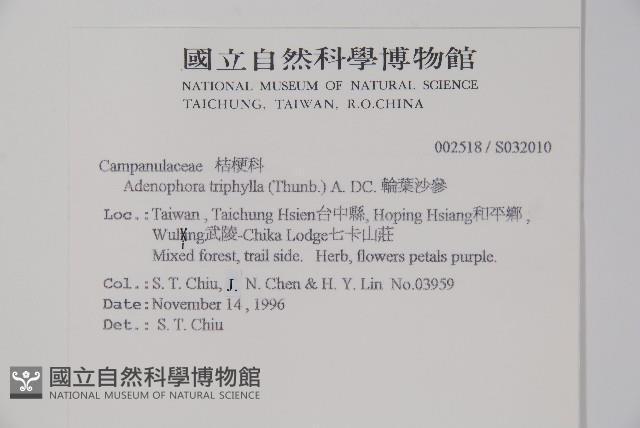 國立自然科學博物館
NATIONAL MUSEUM OF NATURAL SCIENCE
TAICHUNG, TAIWAN, R.O.CHINA
002518 / S032010
Campanulaceae 桔梗科
Adenophora triphylla (Thunb.) A. DC. 輪葉沙參
Loc.: Taiwan , Taichung Hsien台中縣, Hoping Hsiang和平鄉 ,
Wuling武陵-Chika Lodge七卡山莊
Mixed forest, trail side. Herb, flowers petals purple.
Col.: S. T. Chiu, J. N. Chen & H. Y. Lin No.03959
Date: November 14 , 1996
Det.: S. T. Chiu
國立自然科學博物館
NATIONAL MUSEUM OF NATURAL SCIENCE